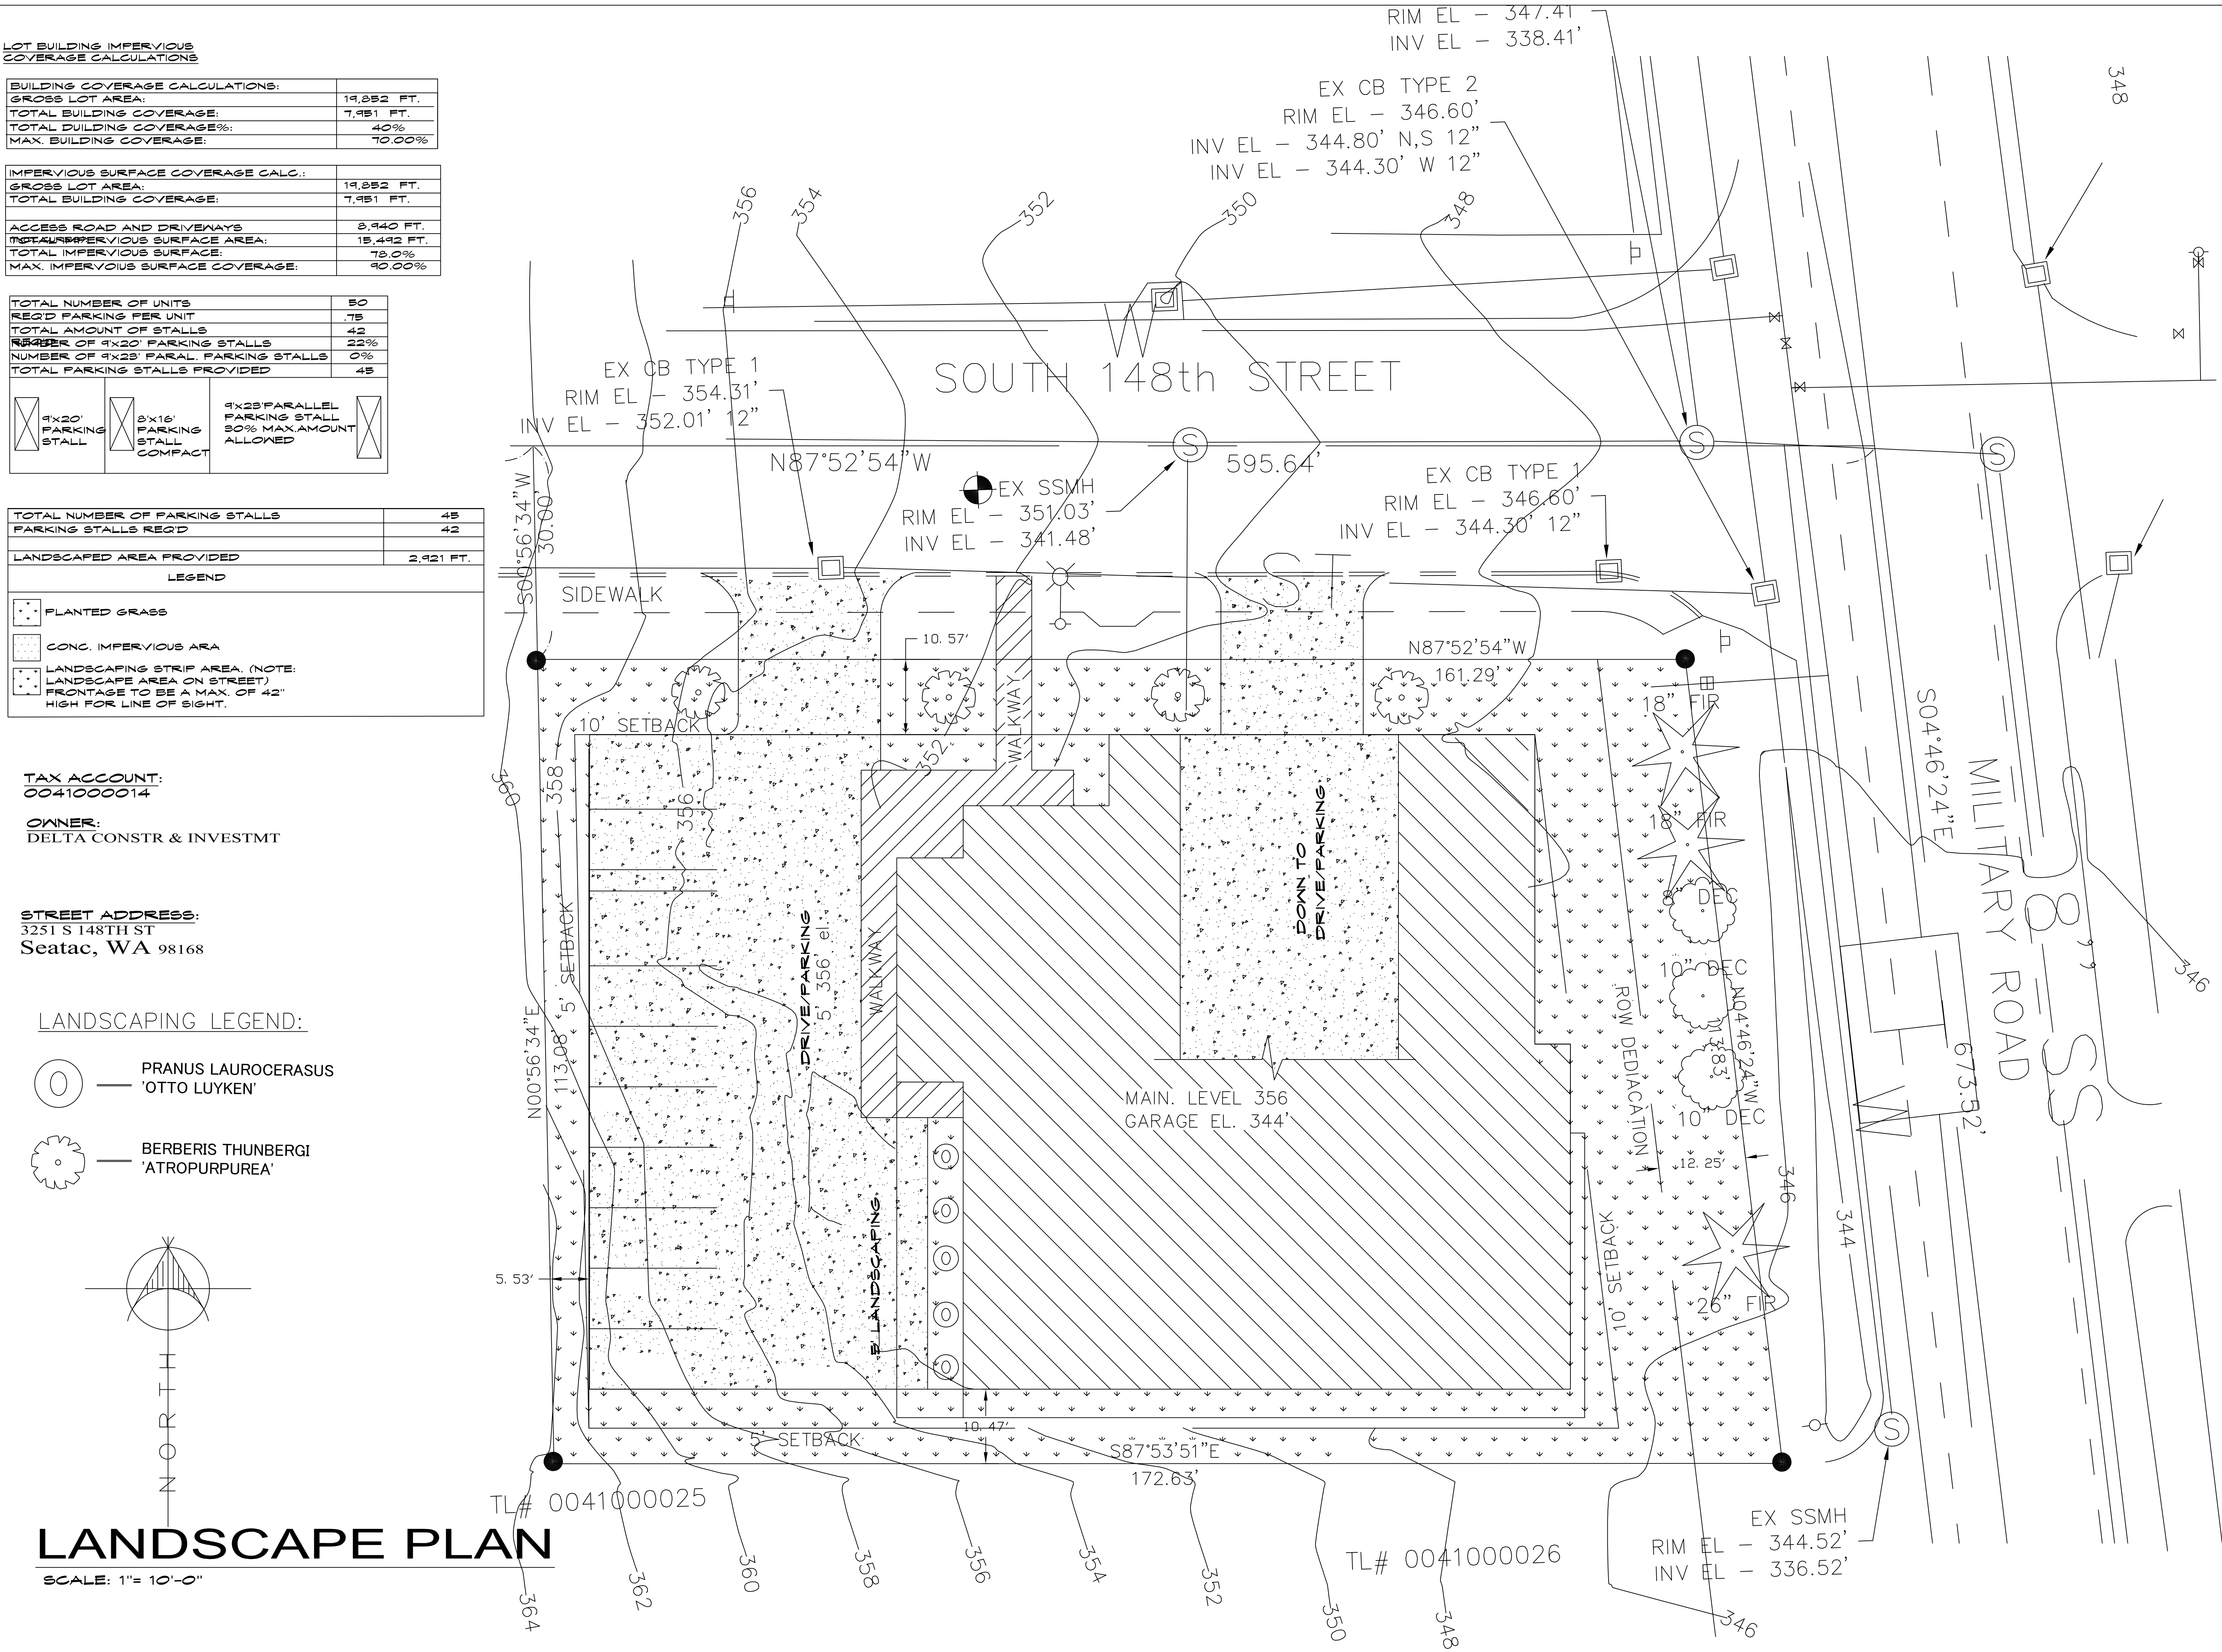 LOT BUILDING IMPERVIOUS
COVERAGE CALCULATIONS
BUILDING COVERAGE CALCULATIONS:
GROSS LOT AREA: 19,852 FT.
TOTAL BUILDING COVERAGE: 7,951 FT.
TOTAL DUILDING COVERAGE%: 40%
MAX. BUILDING COVERAGE: 70.00%
IMPERVIOUS SURFACE COVERAGE CALC.:
GROSS LOT AREA: 19,852 FT.
TOTAL BUILDING COVERAGE: 7,951 FT.
ACCESS ROAD AND DRIVEWAYS 8,940 FT.
IMPERVIOUS SURFACE AREA: 15,492 FT.
TOTAL IMPERVIOUS SURFACE: 78.0%
MAX. IMPERVOIUS SURFACE COVERAGE: 90.00%
TOTAL NUMBER OF UNITS 50
REQ'D PARKING PER UNIT .75
TOTAL AMOUNT OF STALLS 42
NUMBER OF 9'x20' PARKING STALLS 22%
NUMBER OF 9'x23' PARAL. PARKING STALLS 0%
TOTAL PARKING STALLS PROVIDED 45
9'x20'
PARKING
STALL
8'x16'
PARKING
STALL
COMPACT
9'x23'PARALLEL
PARKING STALL
30% MAX.AMOUNT
ALLOWED
TOTAL NUMBER OF PARKING STALLS 45
PARKING STALLS REQ'D 42
LANDSCAPED AREA PROVIDED 2,921 FT.
LEGEND
PLANTED GRASS
CONC. IMPERVIOUS ARA
LANDSCAPING STRIP AREA. (NOTE:
LANDSCAPE AREA ON STREET)
FRONTAGE TO BE A MAX. OF 42"
HIGH FOR LINE OF SIGHT.
TAX ACCOUNT:
0041000014
OWNER:
DELTA CONSTR & INVESTMT
STREET ADDRESS:
3251 S 148TH ST
Seatac, WA 98168
LANDSCAPING LEGEND:
PRANUS LAUROCERASUS
'OTTO LUYKEN'
BERBERIS THUNBERGI
'ATROPURPUREA'
NORTH
LANDSCAPE PLAN
SCALE: 1"= 10'-0"
RIM EL – 347.41'
INV EL – 338.41'
EX CB TYPE 2
RIM EL – 346.60'
INV EL – 344.80' N,S 12"
INV EL – 344.30' W 12"
348
356
354
352
350
348
W
SOUTH 148th STREET
EX CB TYPE 1
RIM EL – 354.31'
INV EL – 352.01' 12"
N87°52'54"W
595.64'
S
S
S
EX SSMH
RIM EL – 351.03'
INV EL – 341.48'
EX CB TYPE 1
RIM EL – 346.60'
INV EL – 344.30' 12"
S00°56'34"W
30.00'
SIDEWALK
ST
10.57'
N87°52'54"W
161.29'
10' SETBACK
352
WALKWAY
18" FIR
18" FIR
8" DEC
10" DEC
10" DEC
26" FIR
360
358
356
5' SETBACK
N00°56'34"E
113.08'
DRIVE/PARKING
5' 356' el.
WALKWAY
DOWN TO
DRIVE/PARKING
MAIN. LEVEL 356
GARAGE EL. 344'
ROW DEDIACATION
N04°46'24"W
113.83'
12.25'
10' SETBACK
5' LANDSCAPING
O
O
O
O
O
5.53'
10.47'
5' SETBACK
S87°53'51"E
172.63'
S04°46'24"E
MILITARY ROAD
8" SS
673.52'
W
346
346
344
S
EX SSMH
RIM EL – 344.52'
INV EL – 336.52'
TL# 0041000025
TL# 0041000026
364
362
360
358
356
354
352
350
348
346